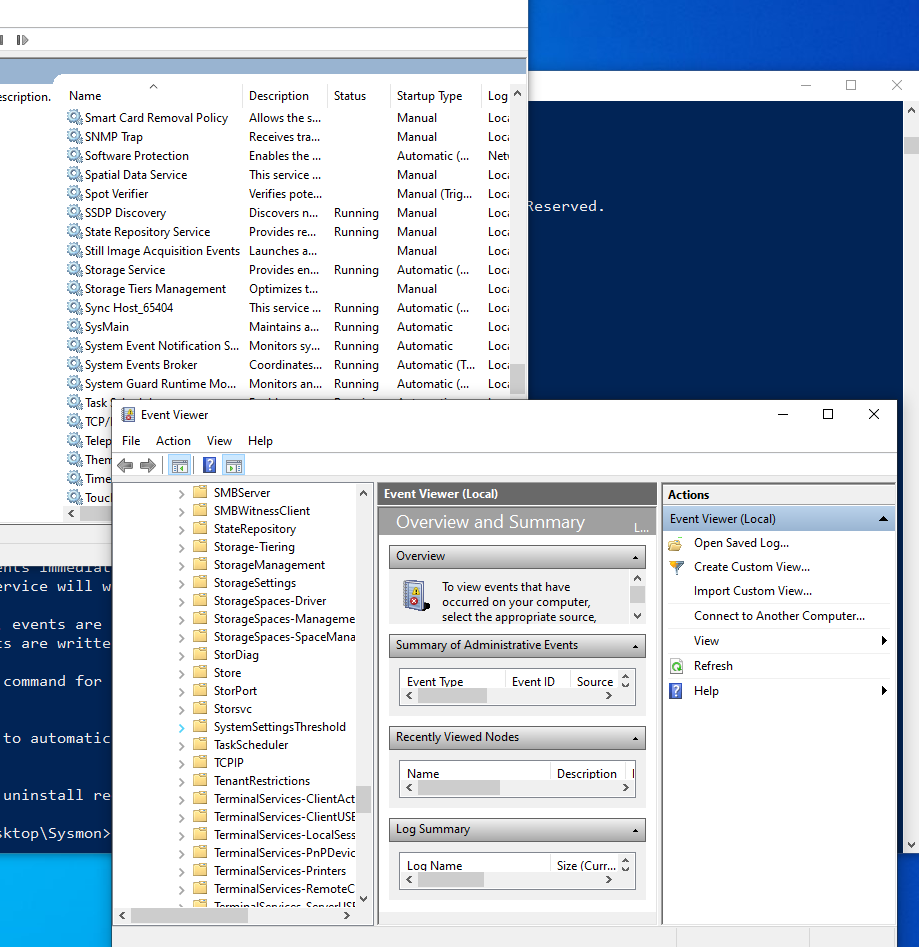 escription.
Name Description Status Startup Type Log
Smart Card Removal Policy Allows the s... Manual Loca
SNMP Trap Receives tra... Manual Loca
Software Protection Enables the ... Automatic (... Netw
Spatial Data Service This service ... Manual Loca
Spot Verifier Verifies pote... Manual (Trig... Loca
SSDP Discovery Discovers n... Running Manual Loca
State Repository Service Provides re... Running Manual Loca
Still Image Acquisition Events Launches a... Manual Loca
Storage Service Provides en... Running Automatic (... Loca
Storage Tiers Management Optimizes t... Manual Loca
Sync Host_65404 This service ... Running Automatic Loca
SysMain Maintains a... Running Automatic Loca
System Event Notification S... Monitors sy... Running Automatic Loca
System Events Broker Coordinates... Running Automatic (T... Loca
System Guard Runtime Mo... Monitors an... Running Automatic (... Loca
Task
TCP/
Telep
Them
Time
Touc
Reserved.
ents immediat
ervice will w
events are
ts are writte
command for
to automatic
uninstall re
sktop\Sysmon>
Event Viewer
File Action View Help
SMBServer
SMBWitnessClient
StateRepository
Storage-Tiering
StorageManagement
StorageSettings
StorageSpaces-Driver
StorageSpaces-Manageme
StorageSpaces-SpaceMana
StorDiag
Store
StorPort
Storsvc
SystemSettingsThreshold
TaskScheduler
TCPIP
TenantRestrictions
TerminalServices-ClientAct
TerminalServices-ClientUSB
TerminalServices-LocalSess
TerminalServices-PnPDevic
TerminalServices-Printers
TerminalServices-RemoteC
TerminalServices-ServerUSB
Event Viewer (Local)
Overview and Summary L...
Overview
To view events that have
occurred on your computer,
select the appropriate source,
Summary of Administrative Events
Event Type Event ID Source
Recently Viewed Nodes
Name Description
Log Summary
Log Name Size (Curr...
Actions
Event Viewer (Local)
Open Saved Log...
Create Custom View...
Import Custom View...
Connect to Another Computer...
View
Refresh
Help